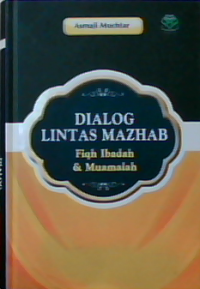 Asmaji Muchtar
DIALOG
LINTAS MAZHAB
Fiqh Ibadah
& Muamalah